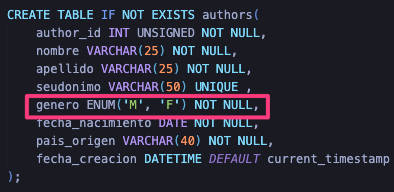 CREATE TABLE IF NOT EXISTS authors(
author_id INT UNSIGNED NOT NULL,
nombre VARCHAR(25) NOT NULL,
apellido VARCHAR(25) NOT NULL,
seudonimo VARCHAR(50) UNIQUE ,
genero ENUM('M', 'F') NOT NULL,
fecha_nacimiento DATE NOT NULL,
pais_origen VARCHAR(40) NOT NULL,
fecha_creacion DATETIME DEFAULT current_timestamp
);